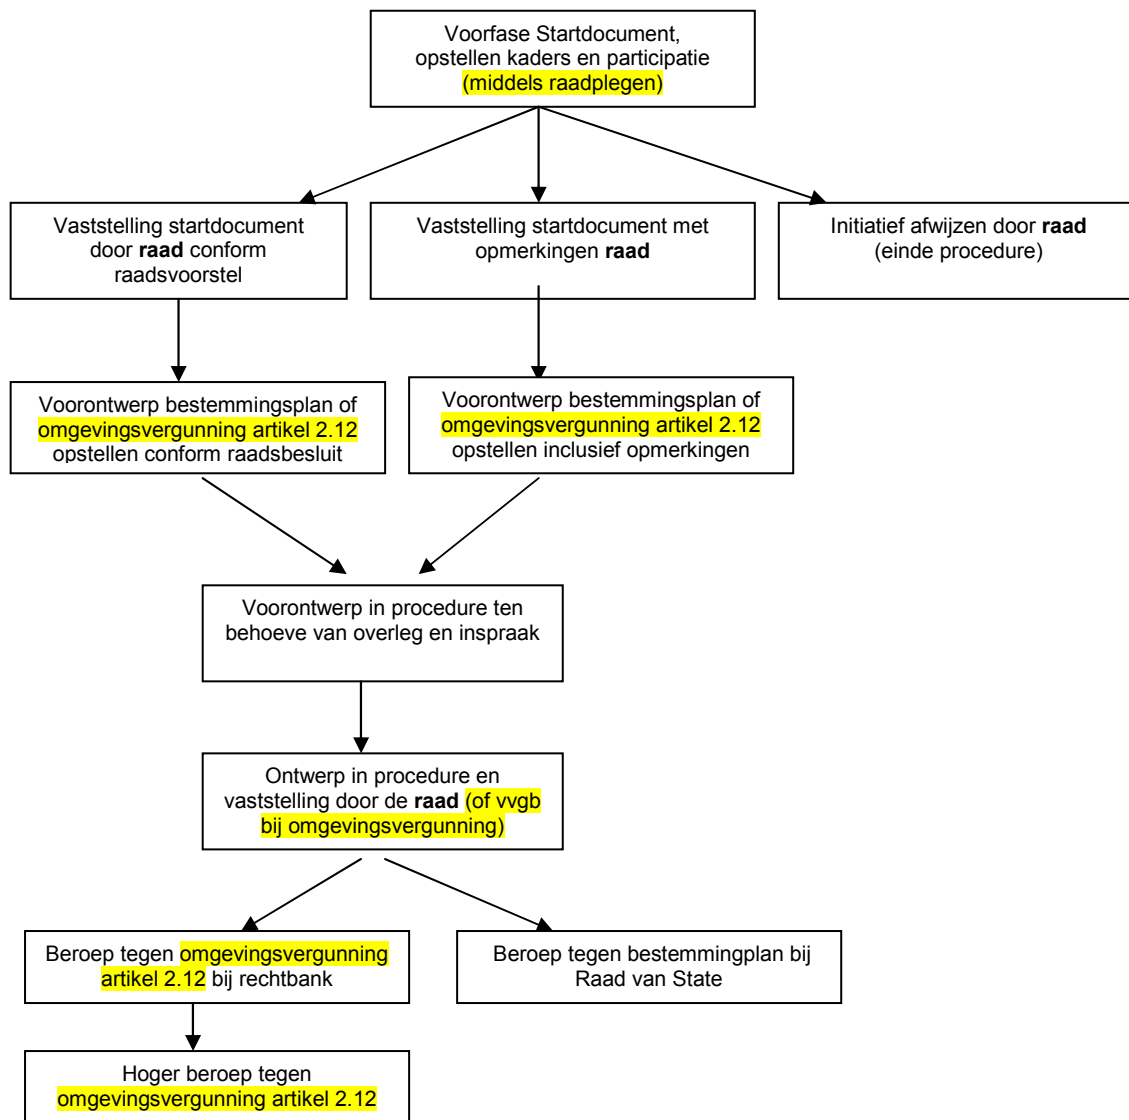 Voorfase Startdocument,
opstellen kaders en participatie
(middels raadplegen)
Vaststelling startdocument
door raad conform
raadsvoorstel
Vaststelling startdocument met
opmerkingen raad
Initiatief afwijzen door raad
(einde procedure)
Voorontwerp bestemmingsplan of
omgevingsvergunning artikel 2.12
opstellen conform raadsbesluit
Voorontwerp bestemmingsplan of
omgevingsvergunning artikel 2.12
opstellen inclusief opmerkingen
Voorontwerp in procedure ten
behoeve van overleg en inspraak
Ontwerp in procedure en
vaststelling door de raad (of vvgb
bij omgevingsvergunning)
Beroep tegen omgevingsvergunning
artikel 2.12 bij rechtbank
Beroep tegen bestemmingplan bij
Raad van State
Hoger beroep tegen
omgevingsvergunning artikel 2.12